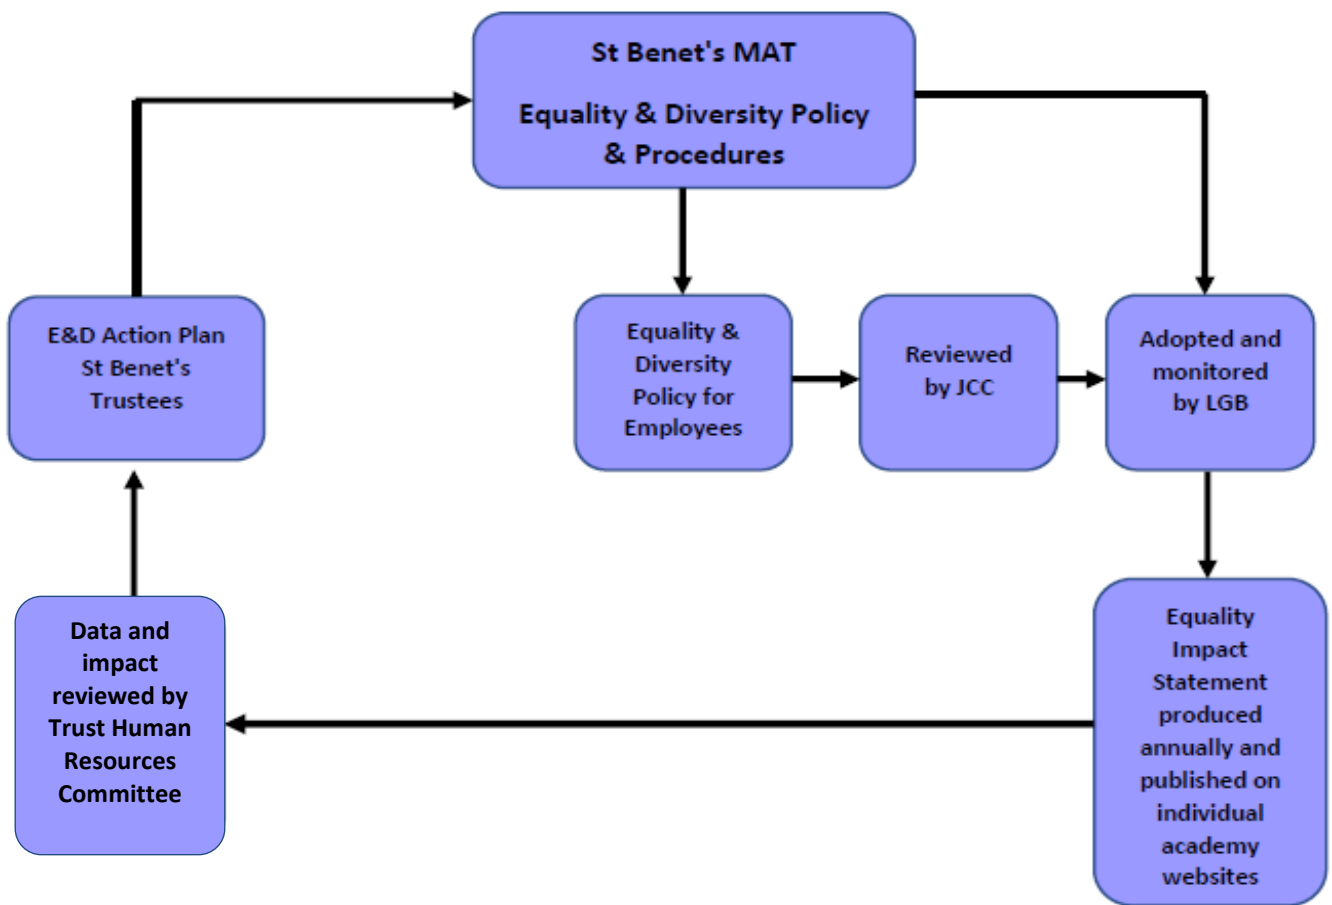 St Benet's MAT
Equality & Diversity Policy
& Procedures
E&D Action Plan
St Benet's
Trustees
Equality &
Diversity
Policy for
Employees
Reviewed
by JCC
Adopted and
monitored
by LGB
Data and
impact
reviewed by
Trust Human
Resources
Committee
Equality
Impact
Statement
produced
annually and
published on
individual
academy
websites